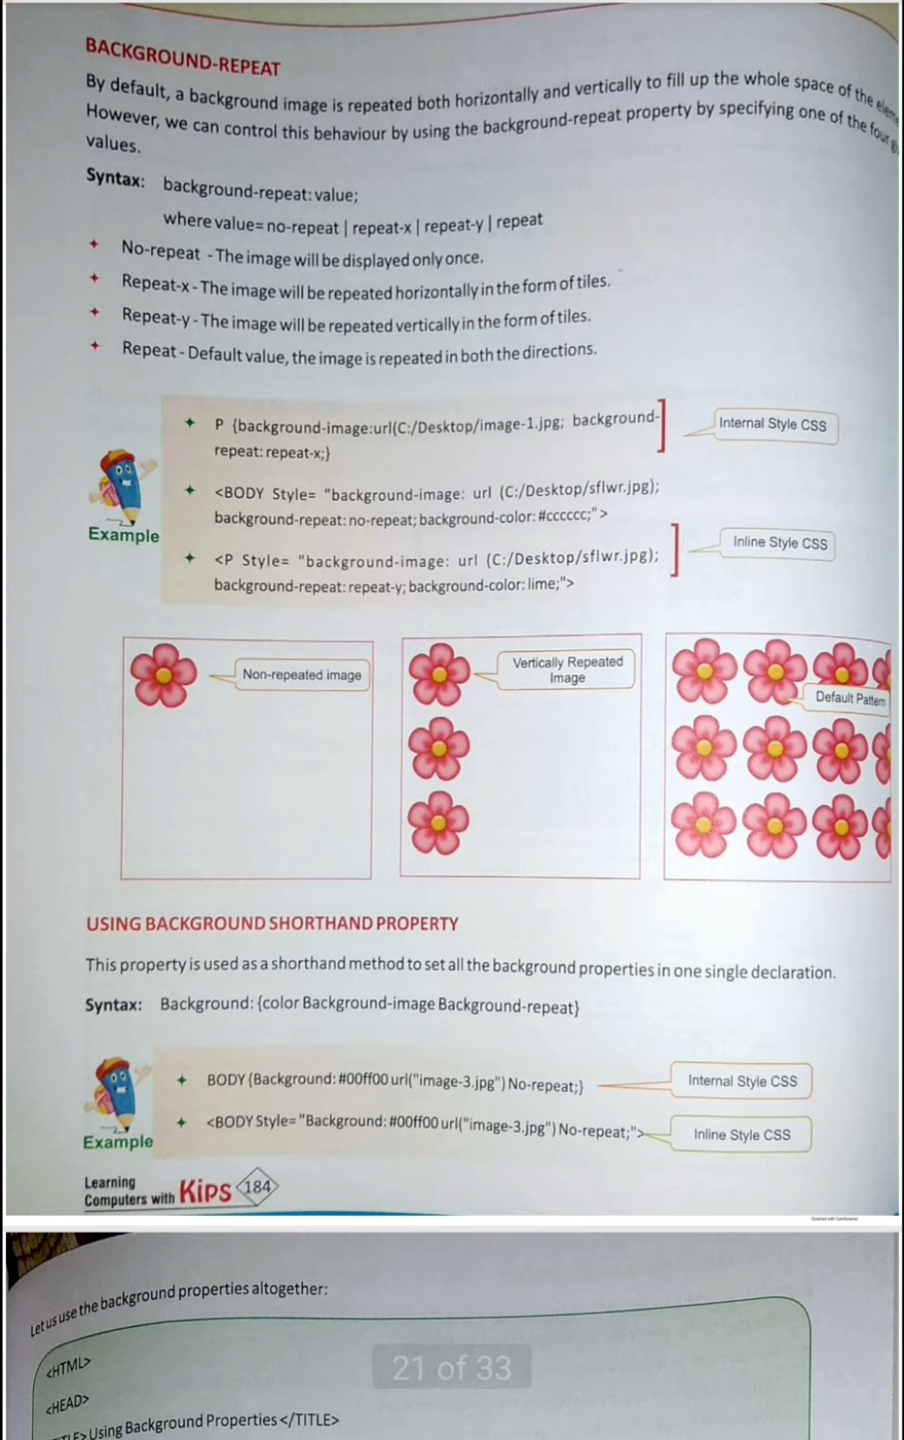 BACKGROUND-REPEAT
By default, a background image is repeated both horizontally and vertically to fill up the whole space of the
However, we can control this behaviour by using the background-repeat property by specifying one of the four
values.
Syntax: background-repeat: value;
where value= no-repeat | repeat-x | repeat-y | repeat
No-repeat - The image will be displayed only once.
Repeat-x - The image will be repeated horizontally in the form of tiles.
Repeat-y - The image will be repeated vertically in the form of tiles.
Repeat - Default value, the image is repeated in both the directions.
P {background-image:url(C:/Desktop/image-1.jpg; background-
repeat: repeat-x;}
Internal Style CSS
<BODY Style= "background-image: url (C:/Desktop/sflwr.jpg);
background-repeat: no-repeat; background-color: #cccccc;" >
Example
<P Style= "background-image: url (C:/Desktop/sflwr.jpg);
background-repeat: repeat-y; background-color: lime;">
Inline Style CSS
Non-repeated image
Vertically Repeated
Image
Default Pattern
USING BACKGROUND SHORTHAND PROPERTY
This property is used as a shorthand method to set all the background properties in one single declaration.
Syntax: Background: {color Background-image Background-repeat}
BODY {Background: #00ff00 url("image-3.jpg") No-repeat;}
Internal Style CSS
<BODY Style= "Background: #00ff00 url("image-3.jpg") No-repeat;">
Inline Style CSS
Example
Learning
Computers with Kips 184
Let us use the background properties altogether:
<HTML>
21 of 33
<HEAD>
Using Background Properties </TITLE>